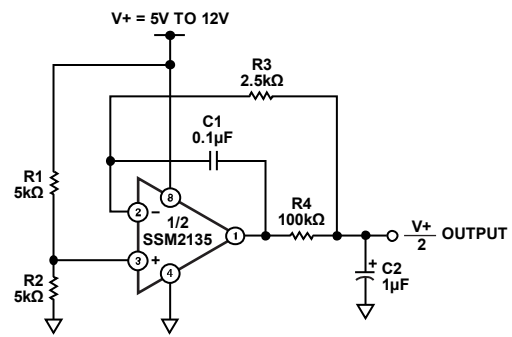 V+ = 5V TO 12V
R3
2.5kΩ
C1
0.1µF
R1
5kΩ
8
2
−
1/2
SSM2135
1
R4
100kΩ
V+
2
OUTPUT
3
+
4
R2
5kΩ
+
C2
1µF